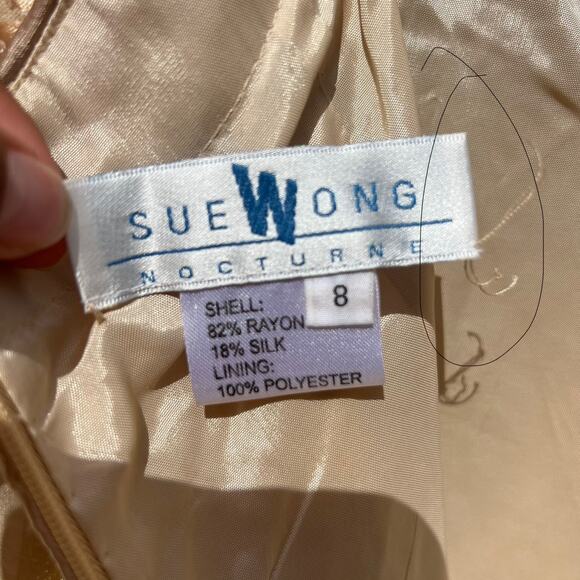 SUE WONG
NOCTURNE
8
SHELL:
82% RAYON
18% SILK
LINING:
100% POLYESTER